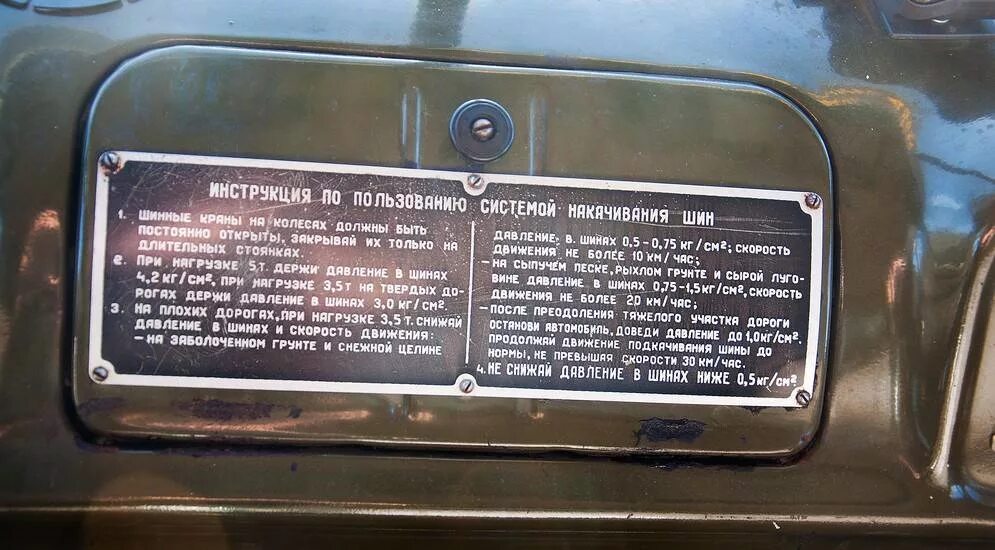 ИНСТРУКЦИЯ ПО ПОЛЬЗОВАНИЮ СИСТЕМОЙ НАКАЧИВАНИЯ ШИН
1. ШИННЫЕ КРАНЫ НА КОЛЕСАХ ДОЛЖНЫ БЫТЬ
ПОСТОЯННО ОТКРЫТЫ, ЗАКРЫВАЙ ИХ ТОЛЬКО НА
ДЛИТЕЛЬНЫХ СТОЯНКАХ.
2. ПРИ НАГРУЗКЕ 5 Т. ДЕРЖИ ДАВЛЕНИЕ В ШИНАХ
4,2 КГ/СМ², ПРИ НАГРУЗКЕ 3,5 Т НА ТВЕРДЫХ ДО-
РОГАХ ДЕРЖИ ДАВЛЕНИЕ В ШИНАХ 3,0 КГ/СМ².
3. НА ПЛОХИХ ДОРОГАХ, ПРИ НАГРУЗКЕ 3,5 Т. СНИЖАЙ
ДАВЛЕНИЕ В ШИНАХ И СКОРОСТЬ ДВИЖЕНИЯ:
– НА ЗАБОЛОЧЕННОМ ГРУНТЕ И СНЕЖНОЙ ЦЕЛИНЕ
ДАВЛЕНИЕ В ШИНАХ 0,5-0,75 КГ/СМ²; СКОРОСТЬ
ДВИЖЕНИЯ НЕ БОЛЕЕ 10 КМ/ЧАС;
– НА СЫПУЧЕМ ПЕСКЕ, РЫХЛОМ ГРУНТЕ И СЫРОЙ ЛУГО-
ВИНЕ ДАВЛЕНИЕ В ШИНАХ 0,75-1,5 КГ/СМ², СКОРОСТЬ
ДВИЖЕНИЯ НЕ БОЛЕЕ 20 КМ/ЧАС;
– ПОСЛЕ ПРЕОДОЛЕНИЯ ТЯЖЕЛОГО УЧАСТКА ДОРОГИ
ОСТАНОВИ АВТОМОБИЛЬ, ДОВЕДИ ДАВЛЕНИЕ ДО 1,0 КГ/СМ².
ПРОДОЛЖАЙ ДВИЖЕНИЕ ПОДКАЧИВАНИЯ ШИНЫ ДО
НОРМЫ, НЕ ПРЕВЫШАЯ СКОРОСТИ 30 КМ/ЧАС.
4. НЕ СНИЖАЙ ДАВЛЕНИЕ В ШИНАХ НИЖЕ 0,5 КГ/СМ²